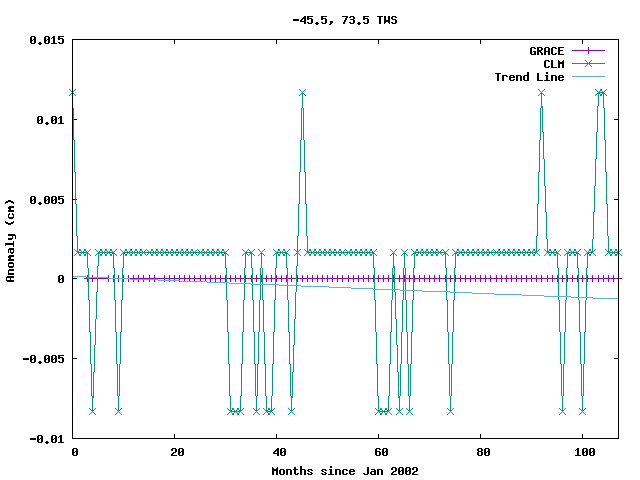 -45.5, 73.5 TWS
0.015
0.01
0.005
0
-0.005
-0.01
Anomaly (cm)
GRACE
CLM
Trend Line
0 20 40 60 80 100
Months since Jan 2002